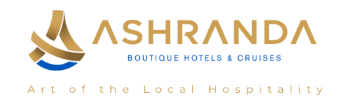 ASHRANDA
BOUTIQUE HOTELS & CRUISES
Art of the Local Hospitality